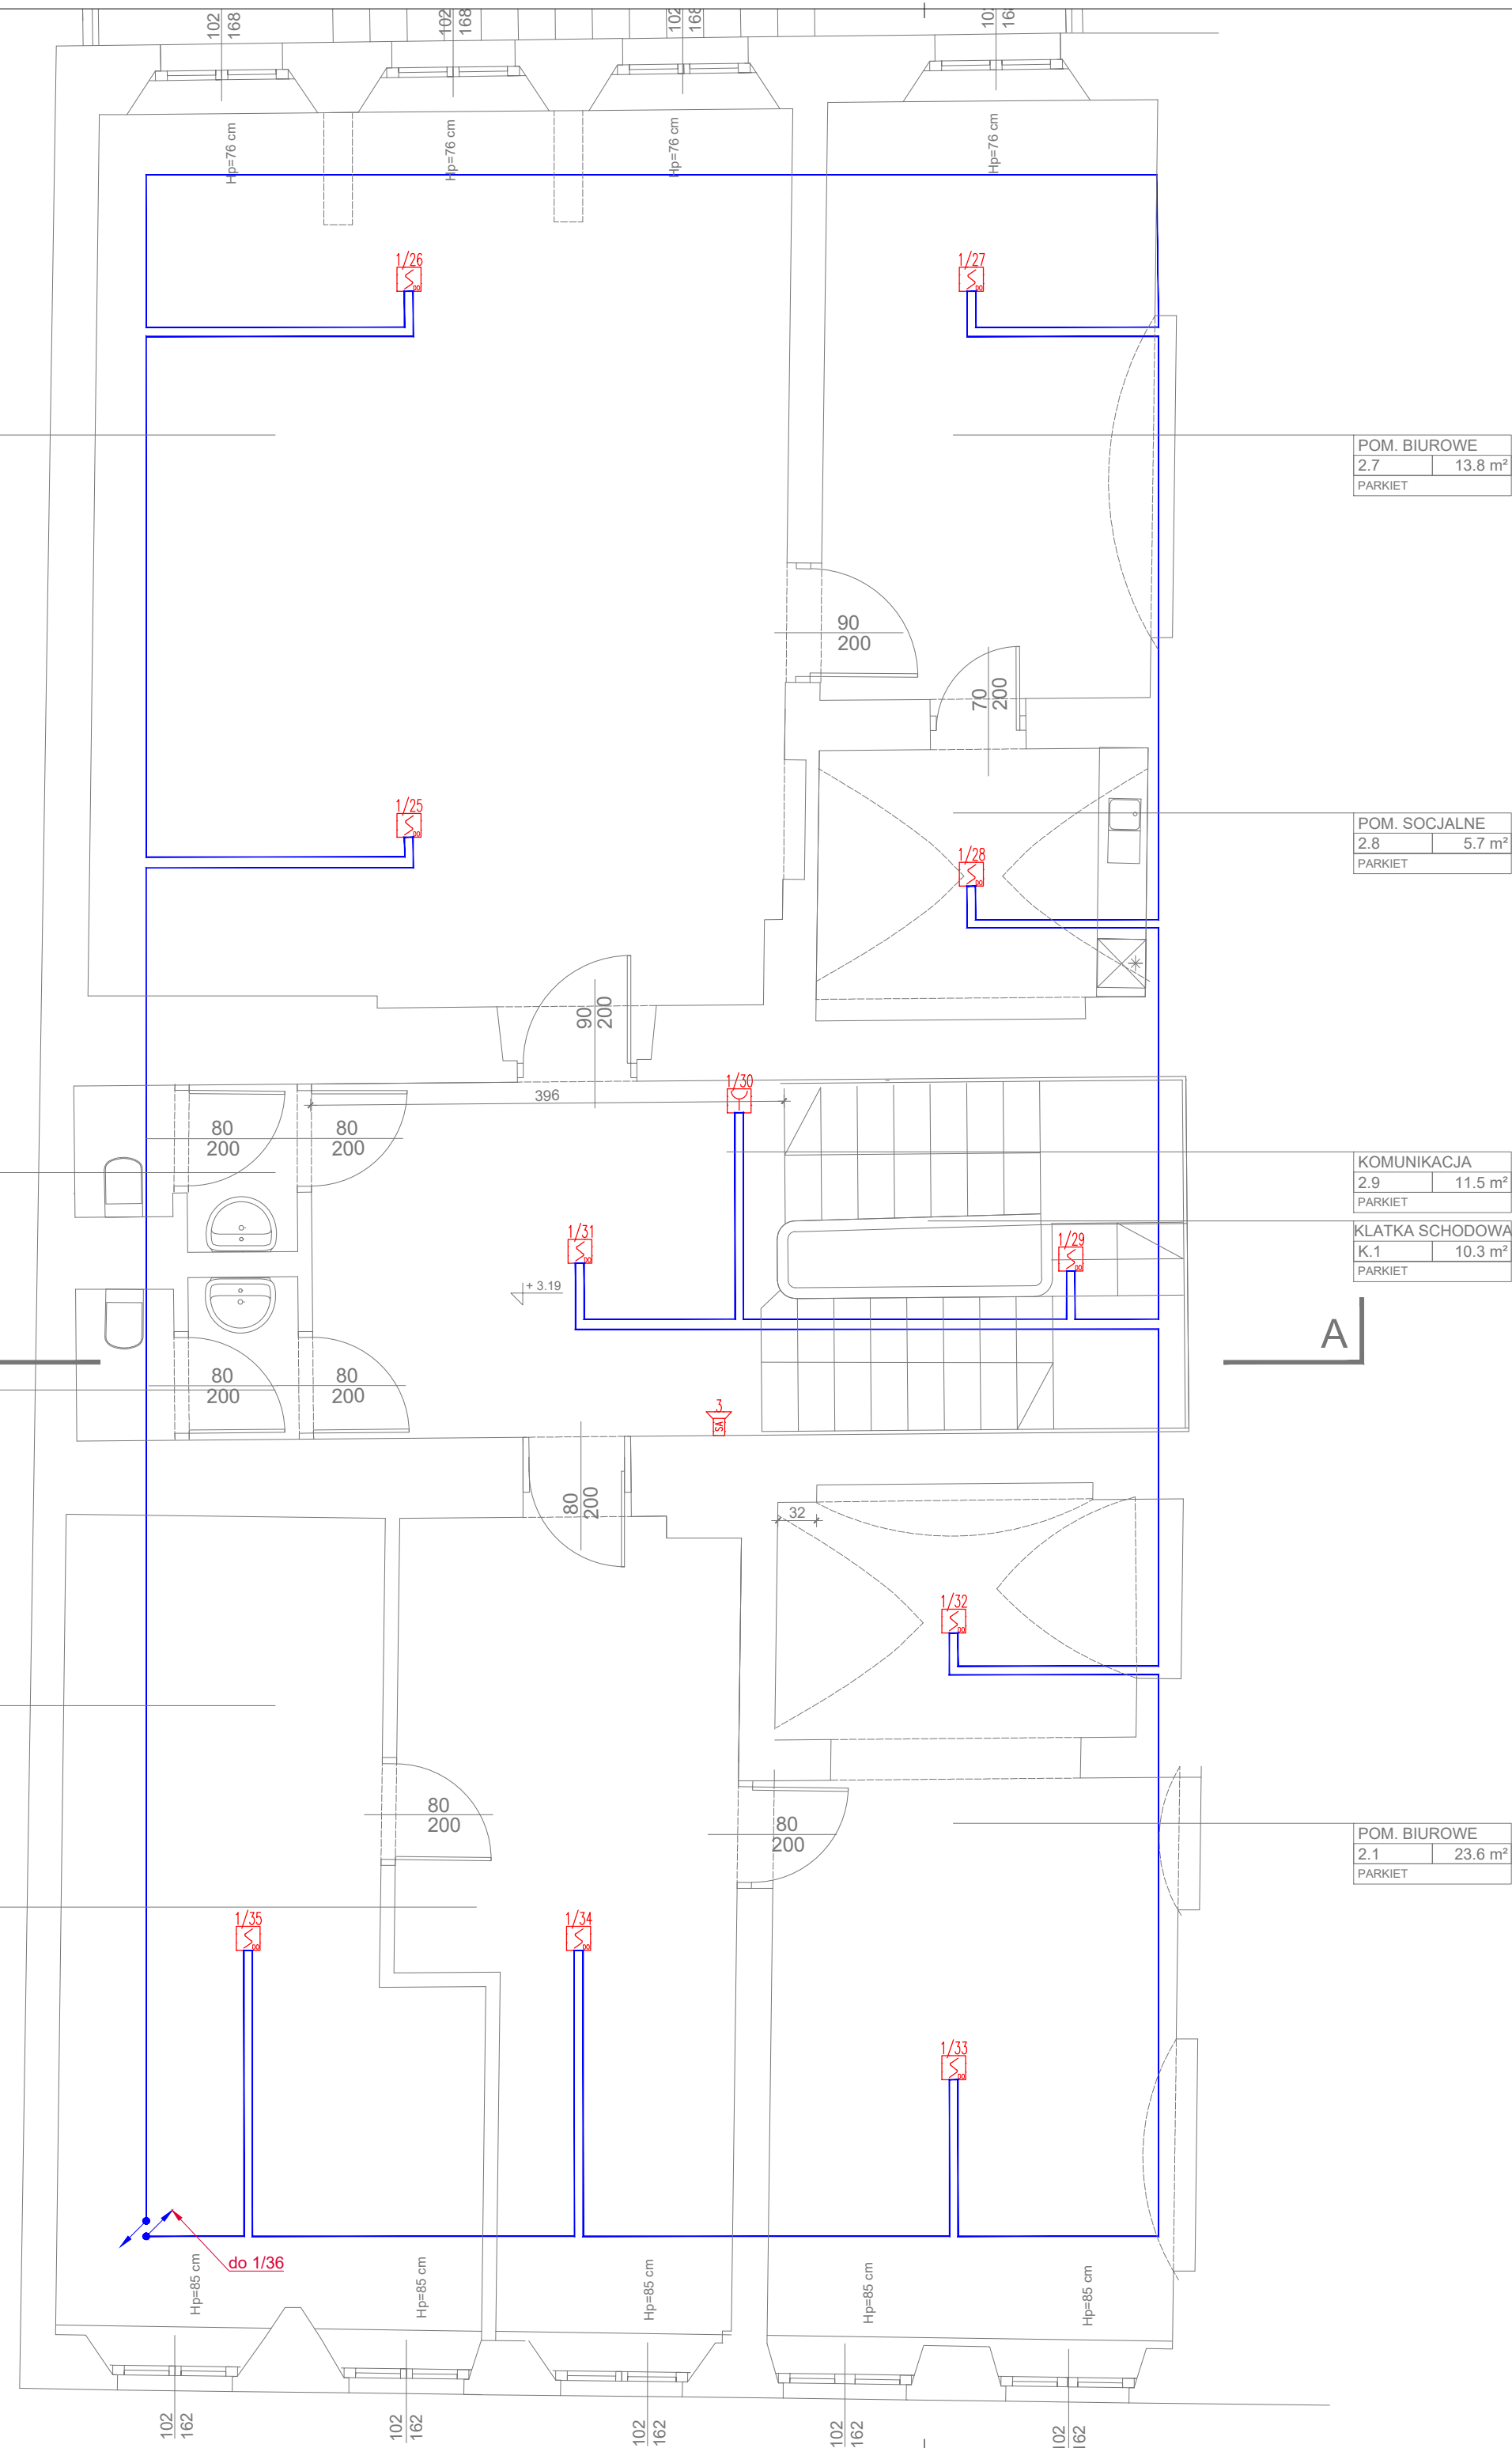 102
168
102
168
102
168
Hp=76 cm
Hp=76 cm
Hp=76 cm
Hp=76 cm
1/26
1/27
POM. BIUROWE
2.7 13.8 m²
PARKIET
90
200
70
200
1/25
1/28
POM. SOCJALNE
2.8 5.7 m²
PARKIET
90
200
1/30
396
80
200
80
200
KOMUNIKACJA
2.9 11.5 m²
PARKIET
KLATKA SCHODOWA
K.1 10.3 m²
PARKIET
1/31
1/29
+ 3.19
A
80
200
80
200
3
SA
80
200
32
1/32
80
200
80
200
POM. BIUROWE
2.1 23.6 m²
PARKIET
1/35
1/34
1/33
do 1/36
Hp=85 cm
Hp=85 cm
Hp=85 cm
Hp=85 cm
Hp=85 cm
102
162
102
162
102
162
102
162
102
162